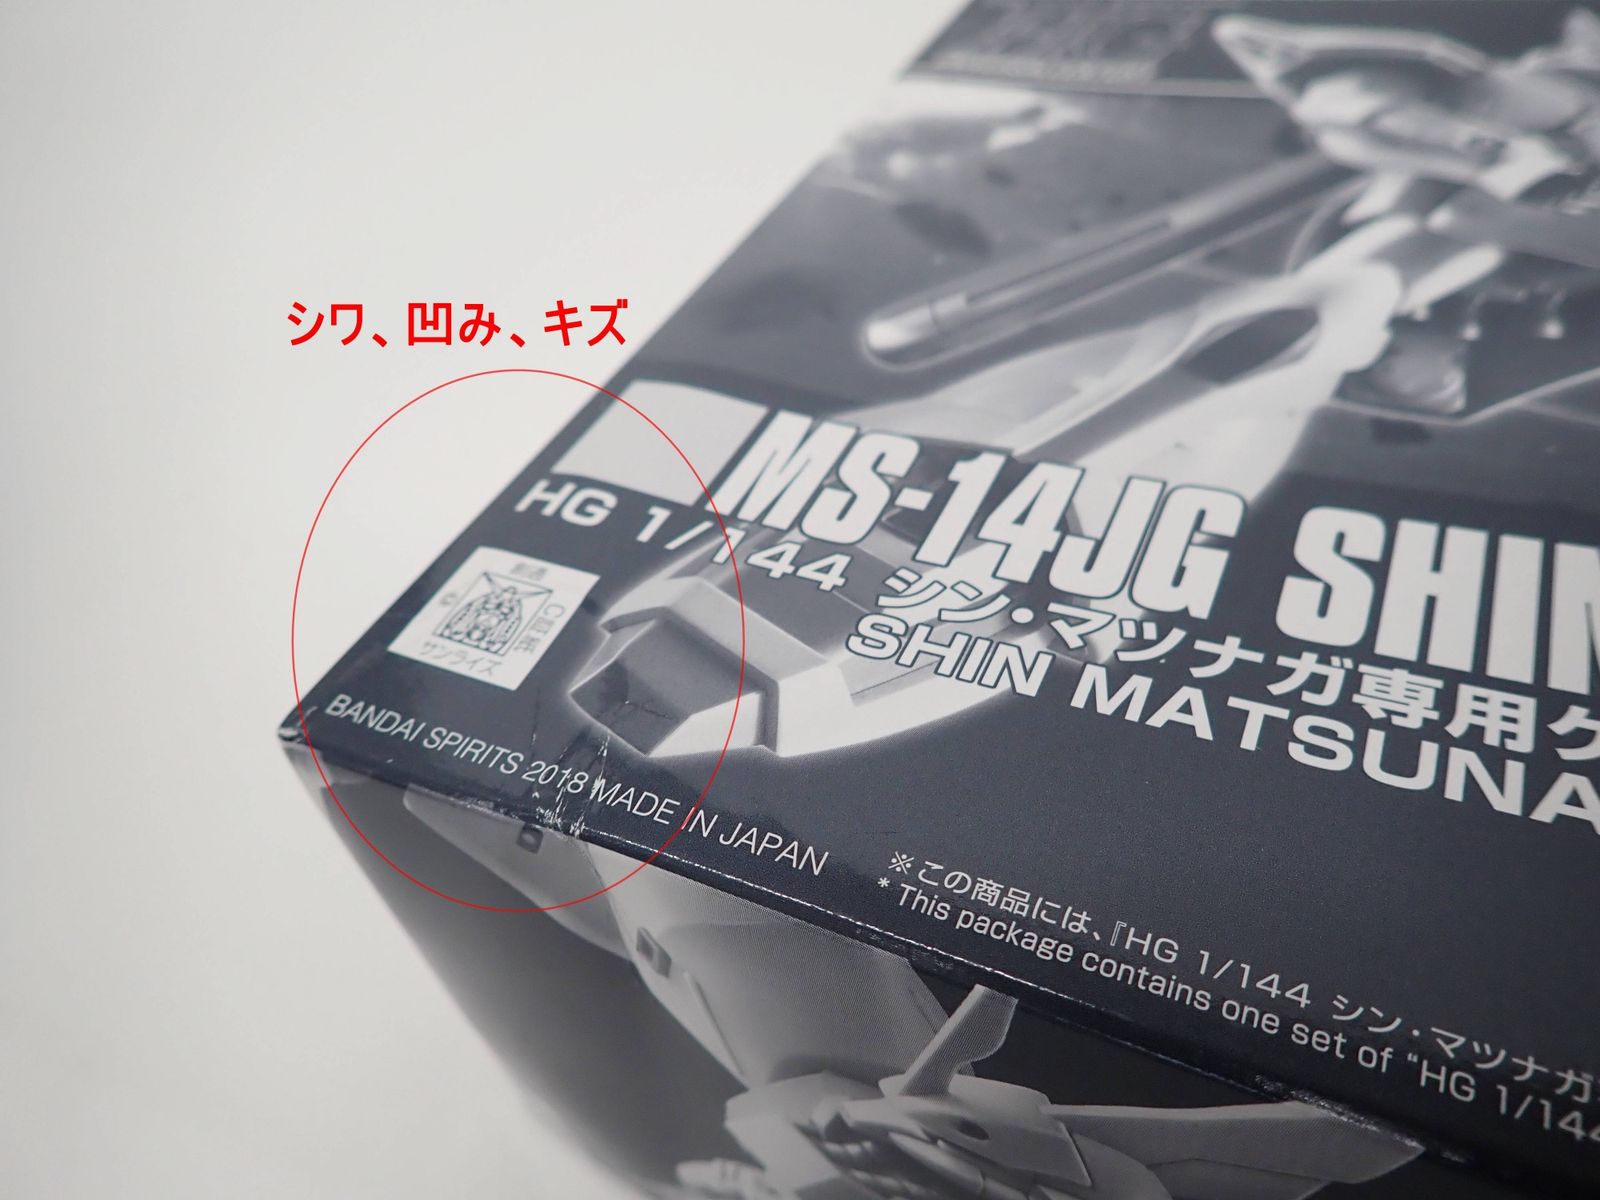 シワ、凹み、キズ
MS-14JG SHIN
HG 1/144 シン・マツナガ専用ゲ
SHIN MATSUNA
創通
サンライズ
BANDAI SPIRITS 2018 MADE IN JAPAN
※この商品には、『HG 1/144 シン・マツナガ
* This package contains one set of “HG 1/144